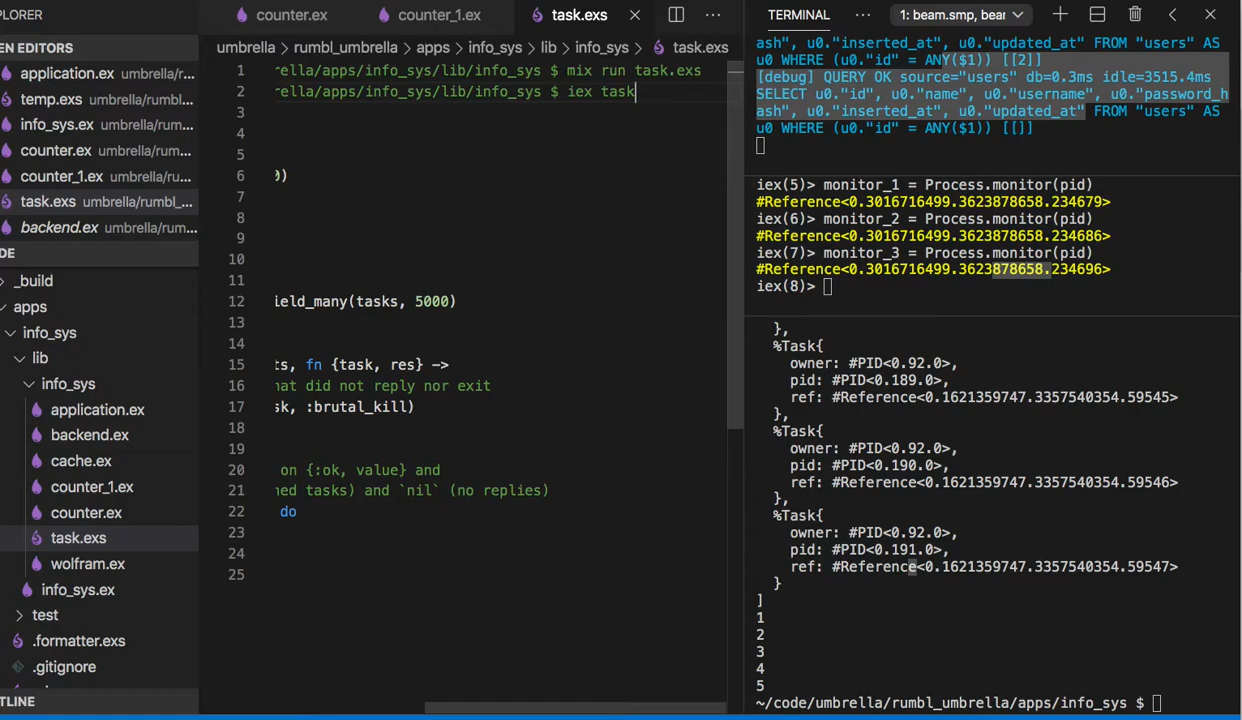 PLORER
EN EDITORS
application.ex umbrella/rum...
temp.exs umbrella/rumbl_u...
info_sys.ex umbrella/rumb...
counter.ex umbrella/rum...
counter_1.ex umbrella/ru...
task.exs umbrella/rumbl_...
backend.ex umbrella/rum...
DE
_build
apps
info_sys
lib
info_sys
application.ex
backend.ex
cache.ex
counter_1.ex
counter.ex
task.exs
wolfram.ex
info_sys.ex
test
.formatter.exs
.gitignore
TLINE
counter.ex counter_1.ex task.exs
umbrella > rumbl_umbrella > apps > info_sys > lib > info_sys > task.exs
1 rella/apps/info_sys/lib/info_sys $ mix run task.exs
2 rella/apps/info_sys/lib/info_sys $ iex task
3
4
5
6 0)
7
8
9
10
11
12 ield_many(tasks, 5000)
13
14
15 ts, fn {task, res} ->
16 hat did not reply nor exit
17 sk, :brutal_kill)
18
19
20 on {:ok, value} and
21 ned tasks) and `nil` (no replies)
22 do
23
24
25
TERMINAL ... 1: beam.smp, bear
ash", u0."inserted_at", u0."updated_at" FROM "users" AS
u0 WHERE (u0."id" = ANY($1)) [[2]]
[debug] QUERY OK source="users" db=0.3ms idle=3515.4ms
SELECT u0."id", u0."name", u0."username", u0."password_h
ash", u0."inserted_at", u0."updated_at" FROM "users" AS
u0 WHERE (u0."id" = ANY($1)) [[]]
iex(5)> monitor_1 = Process.monitor(pid)
#Reference<0.3016716499.3623878658.234679>
iex(6)> monitor_2 = Process.monitor(pid)
#Reference<0.3016716499.3623878658.234686>
iex(7)> monitor_3 = Process.monitor(pid)
#Reference<0.3016716499.3623878658.234696>
iex(8)>
},
%Task{
owner: #PID<0.92.0>,
pid: #PID<0.189.0>,
ref: #Reference<0.1621359747.3357540354.59545>
},
%Task{
owner: #PID<0.92.0>,
pid: #PID<0.190.0>,
ref: #Reference<0.1621359747.3357540354.59546>
},
%Task{
owner: #PID<0.92.0>,
pid: #PID<0.191.0>,
ref: #Reference<0.1621359747.3357540354.59547>
}
]
1
2
3
4
5
~/code/umbrella/rumbl_umbrella/apps/info_sys $